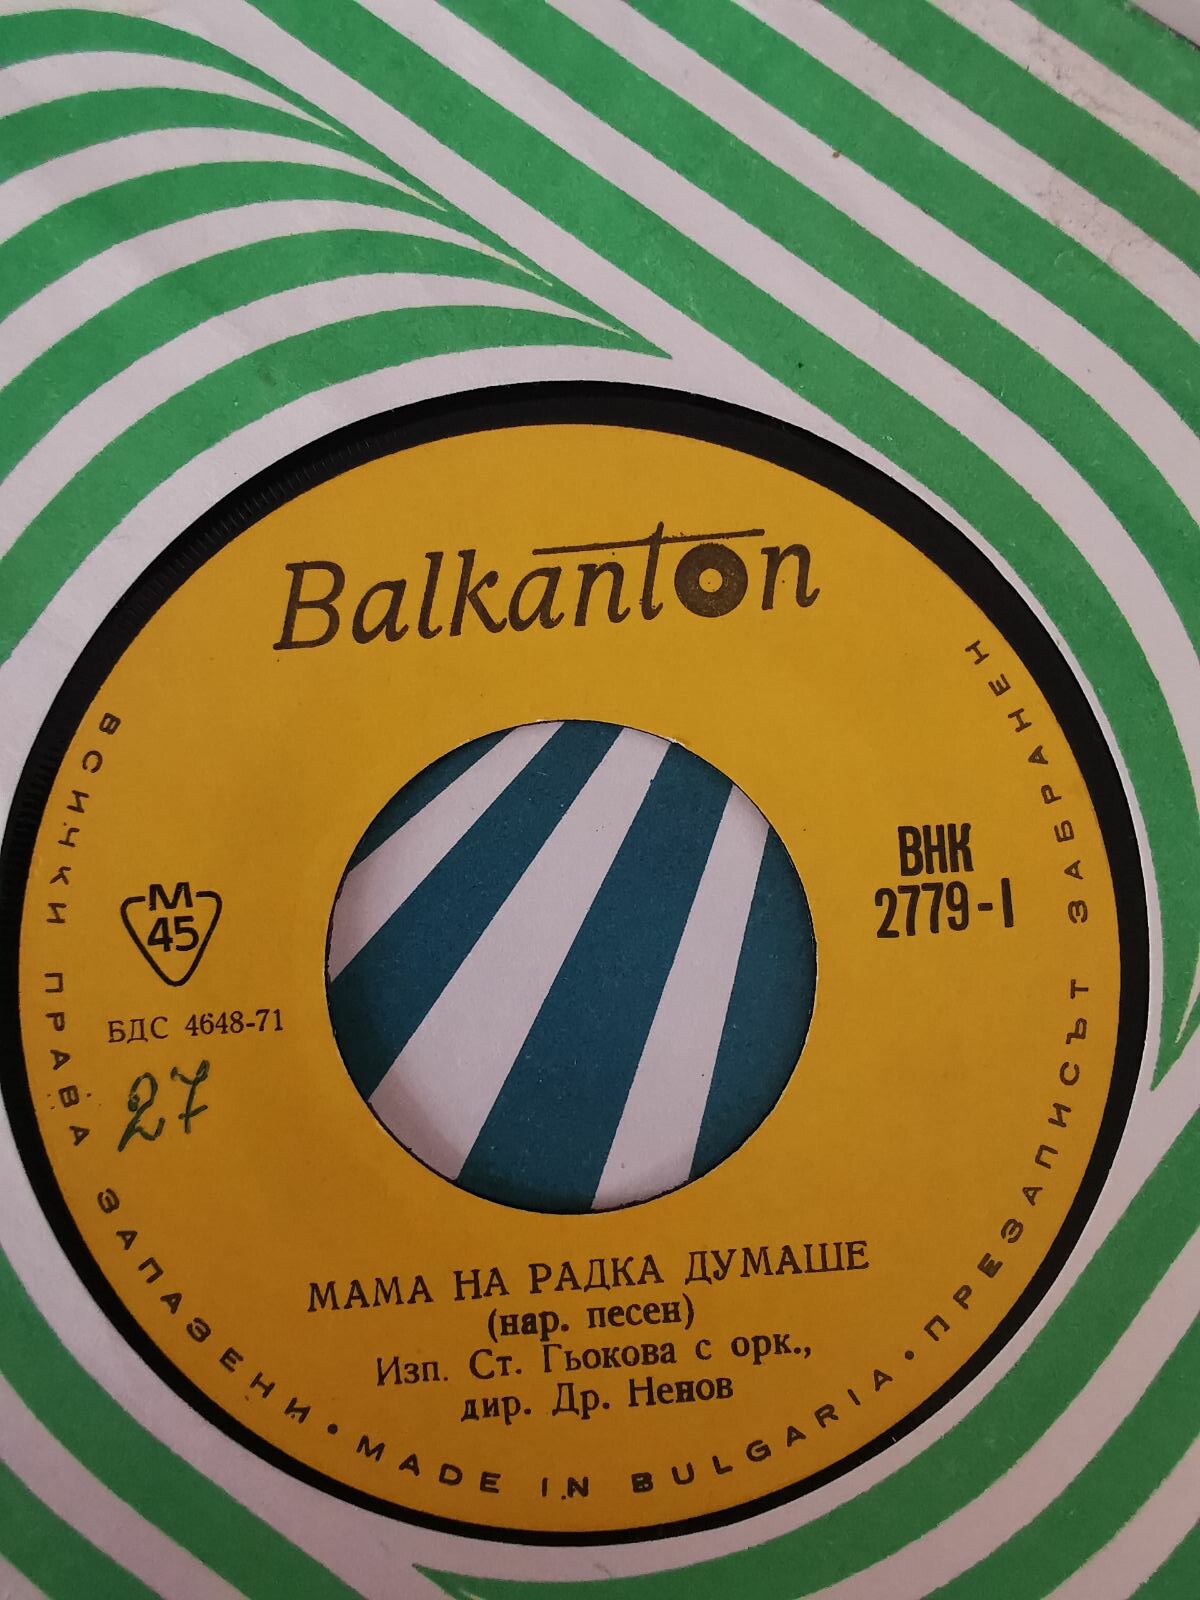 Balkanton
ВНК
2779-I
M
45
БДС 4648-71
27
МАМА НА РАДКА ДУМАШЕ
(нар. песен)
Изп. Ст. Гьокова с орк.,
дир. Др. Ненов
ВСИЧКИ ПРАВА ЗАПАЗЕНИ • MADE IN BULGARIA • ПРЕЗАПИСЪТ ЗАБРАНЕН